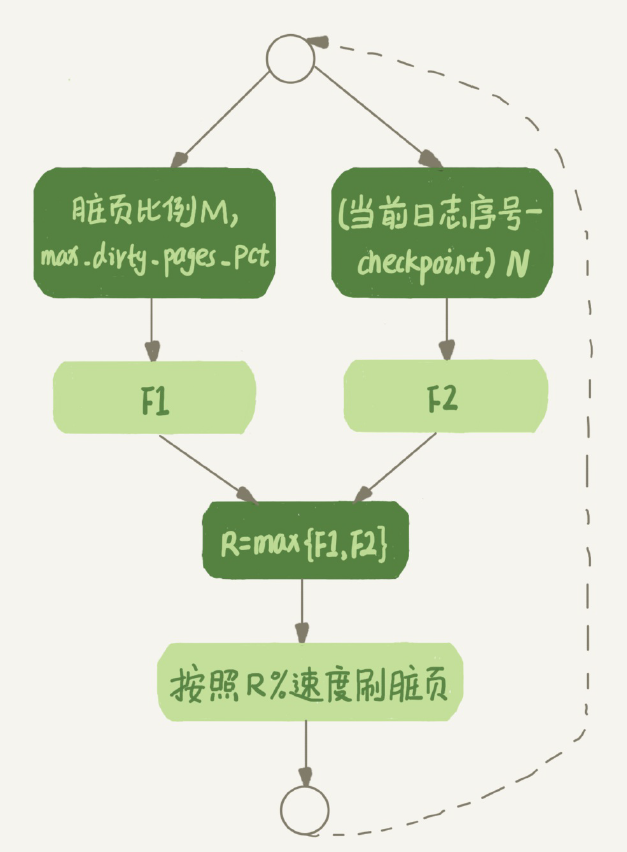 脏页比例M,
max_dirty_pages_pct
(当前日志序号-
checkpoint) N
F1
F2
R=max{F1,F2}
按照R%速度刷脏页